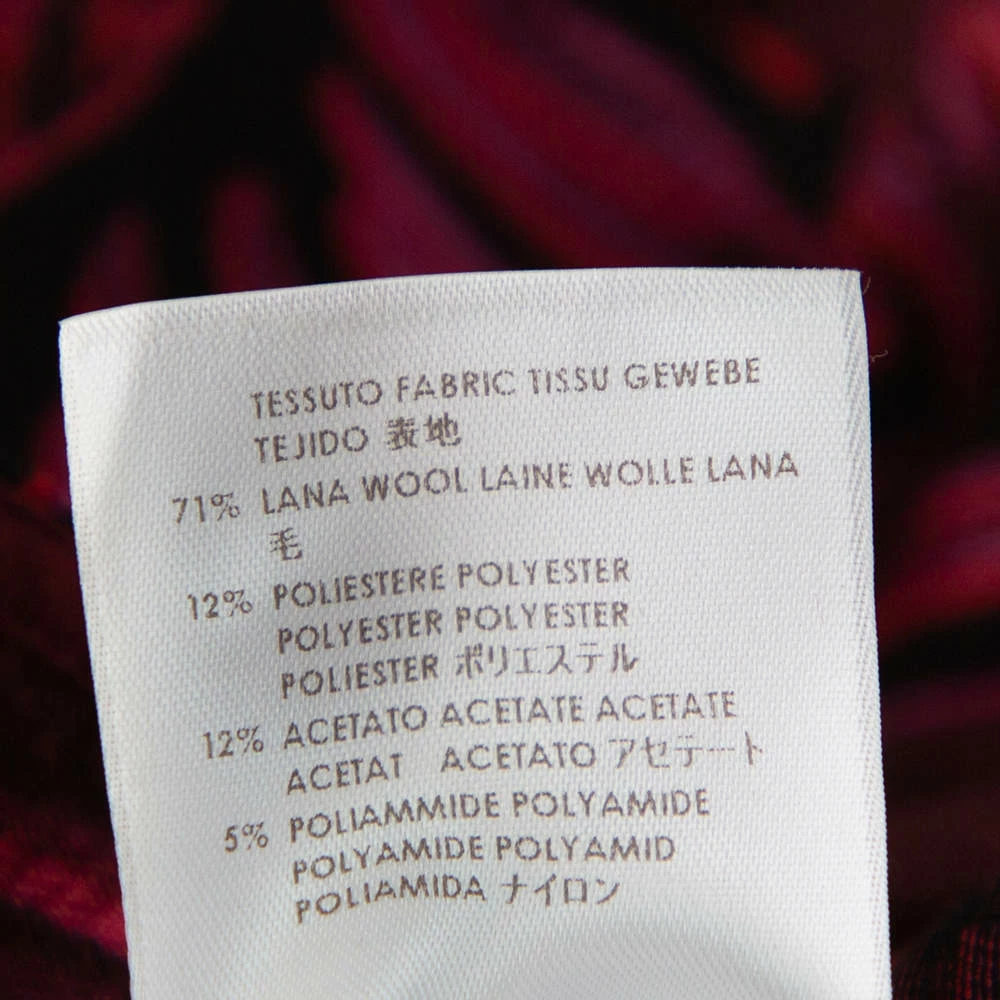 TESSUTO FABRIC TISSU GEWEBE
TEJIDO 表地
71% LANA WOOL LAINE WOLLE LANA
毛
12% POLIESTERE POLYESTER
POLYESTER POLYESTER
POLIESTER ポリエステル
12% ACETATO ACETATE ACETATE
ACETAT ACETATO アセテート
5% POLIAMMIDE POLYAMIDE
POLYAMIDE POLYAMID
POLIAMIDA ナイロン